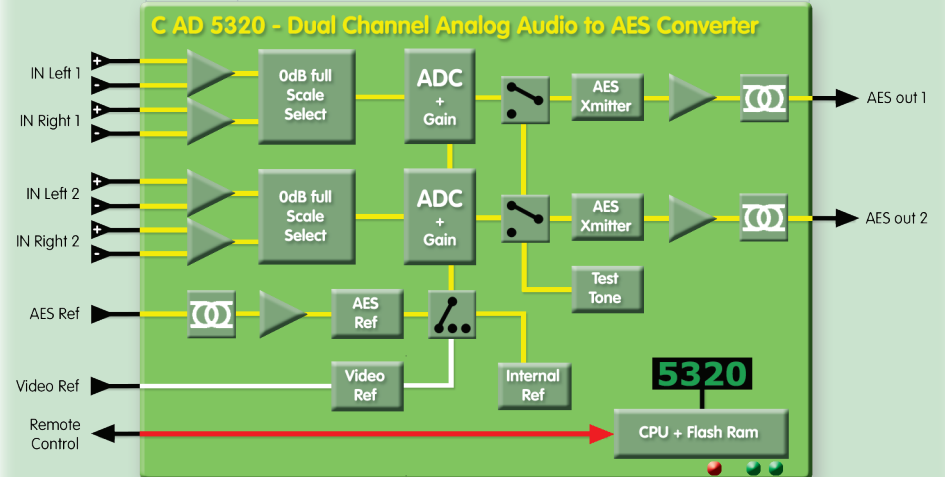 C AD 5320 - Dual Channel Analog Audio to AES Converter
IN Left 1
+
-
IN Right 1
+
-
0dB full
Scale
Select
ADC
+
Gain
AES
Xmitter
AES out 1
IN Left 2
+
-
IN Right 2
+
-
0dB full
Scale
Select
ADC
+
Gain
AES
Xmitter
AES out 2
Test
Tone
AES Ref
AES
Ref
Video Ref
Video
Ref
Internal
Ref
5320
Remote
Control
CPU + Flash Ram